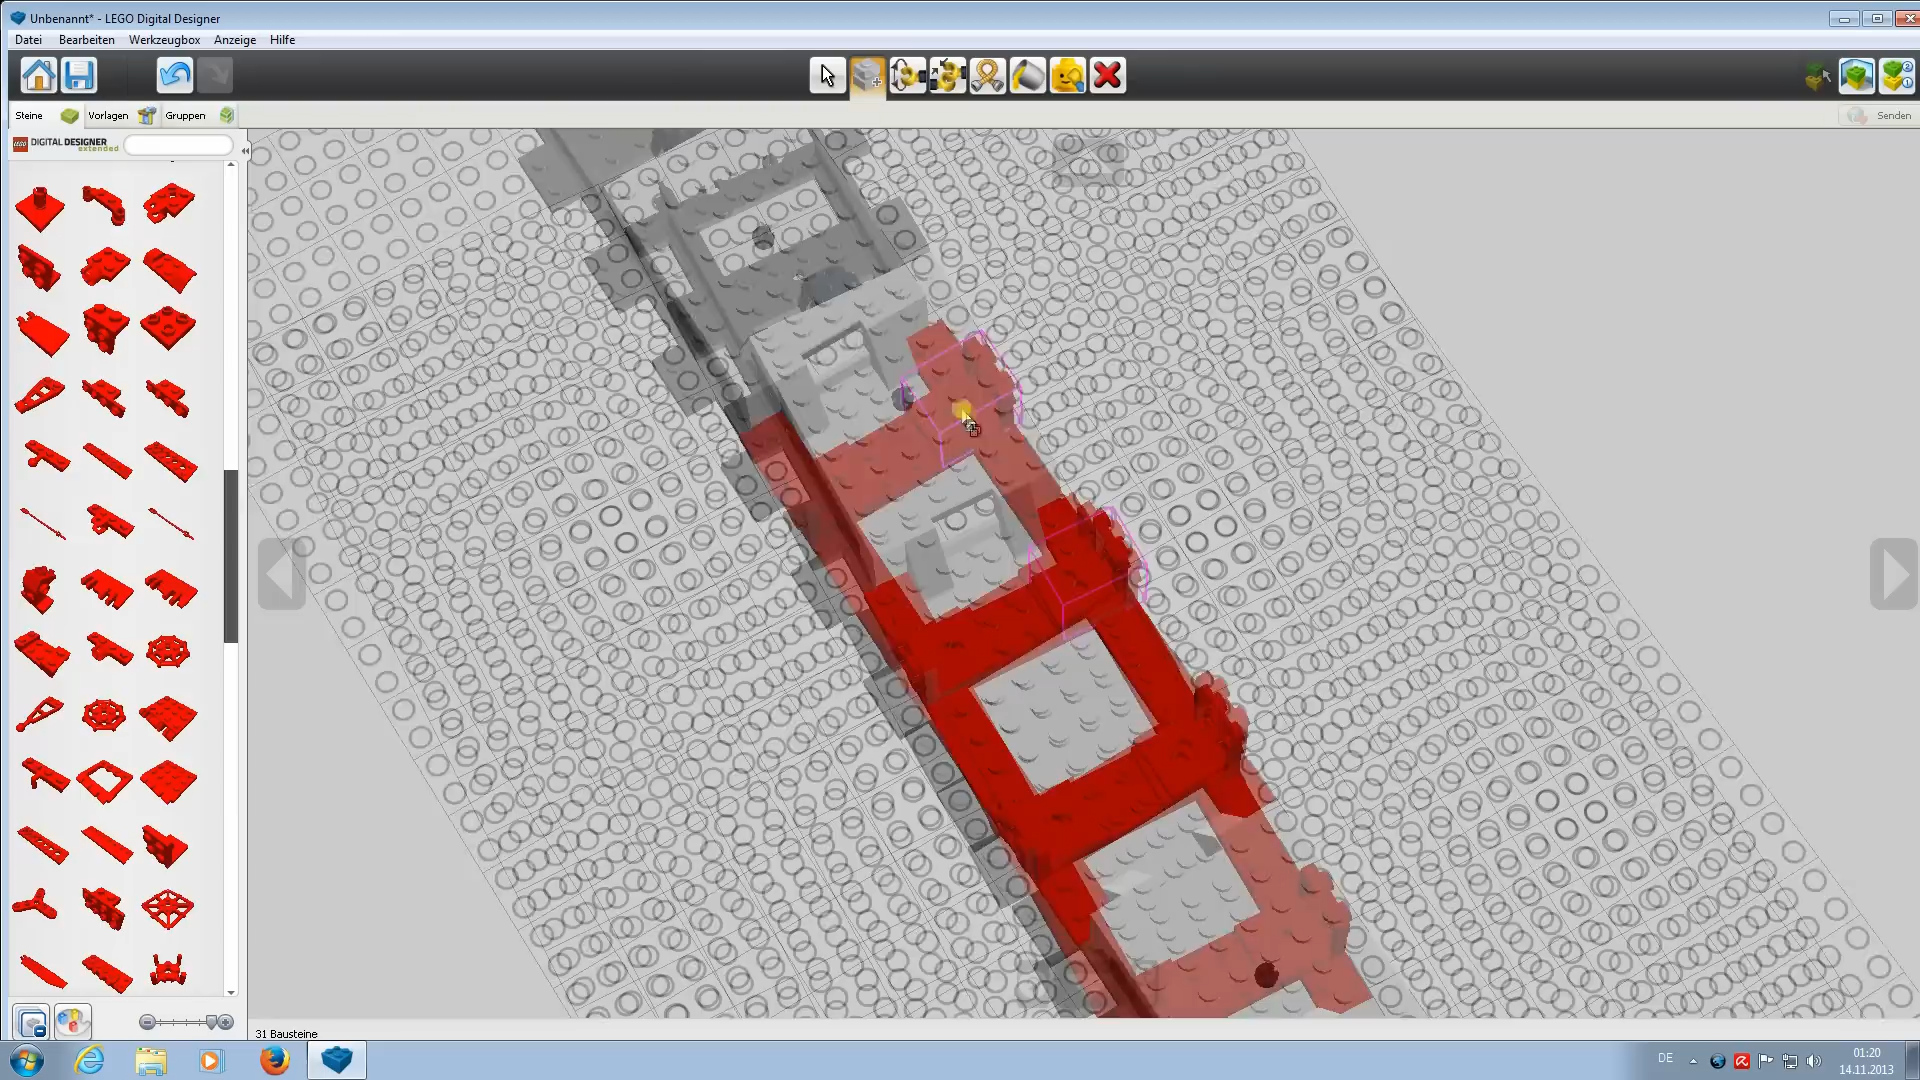 Unbenannt* - LEGO Digital Designer
Datei Bearbeiten Werkzeugbox Anzeige Hilfe
Steine Vorlagen Gruppen Senden
LEGO DIGITAL DESIGNER
extended
31 Bausteine
DE 01:20
14.11.2013